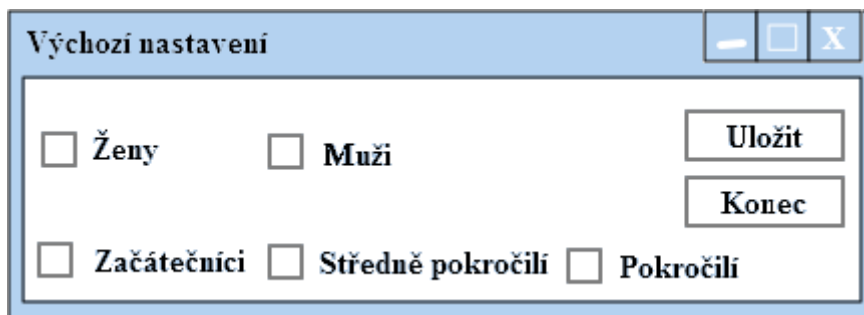 Výchozí nastavení X
Ženy Muži Uložit
Konec
Začátečníci Středně pokročilí Pokročilí